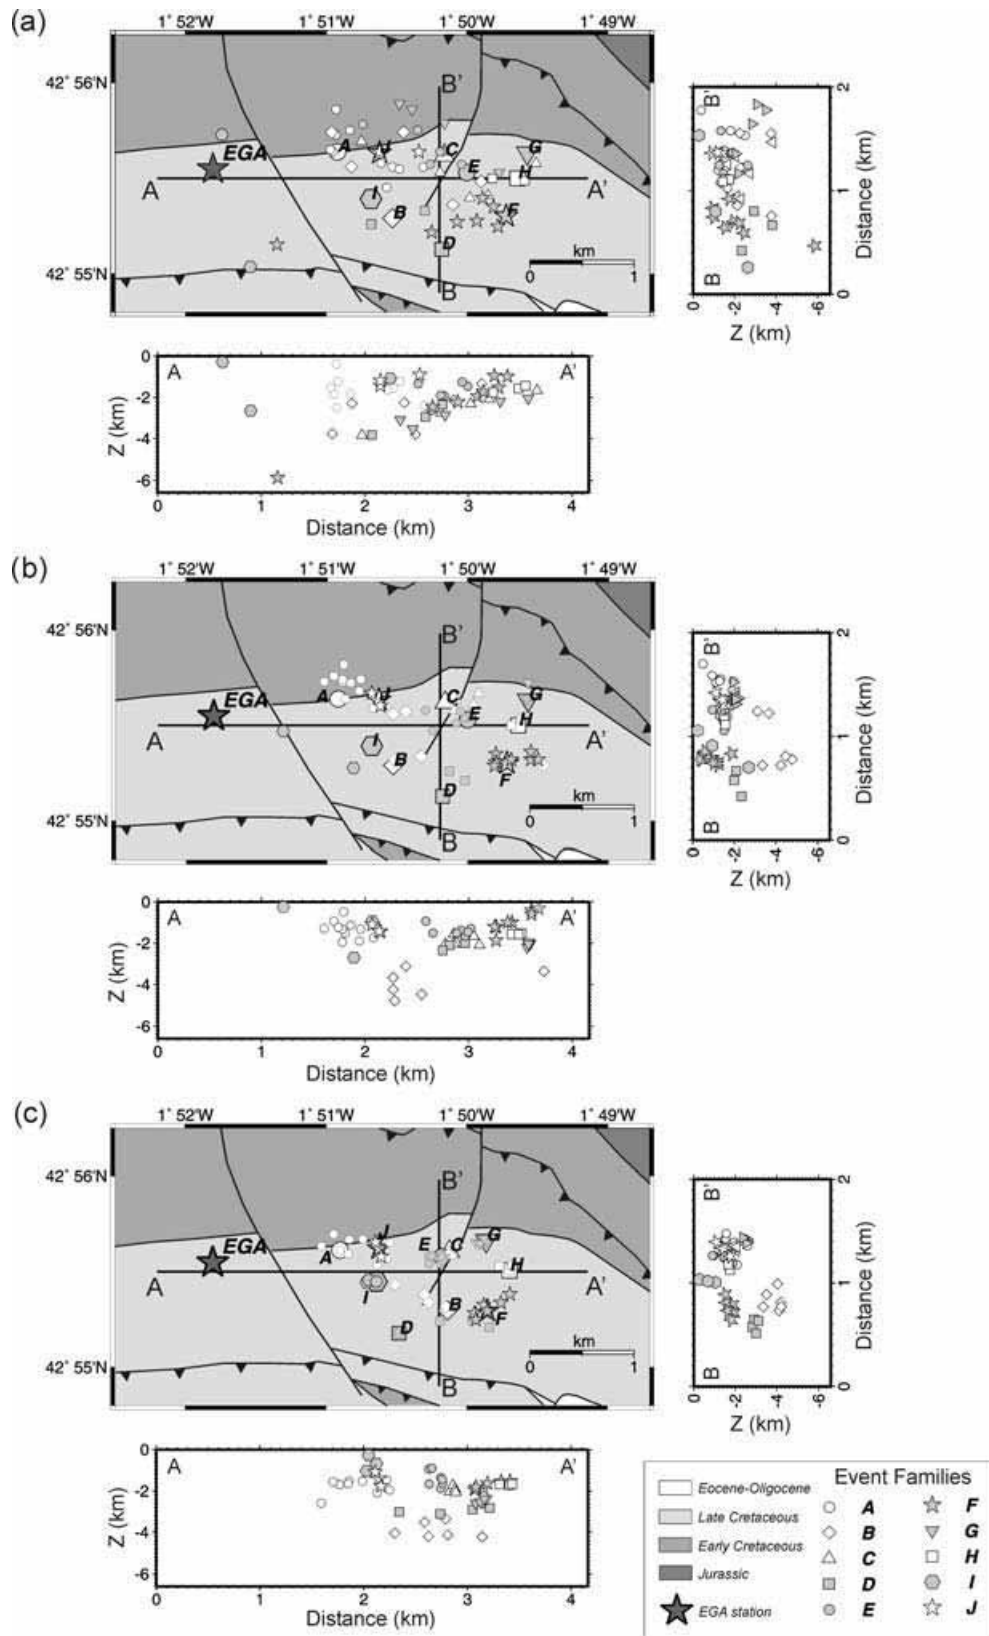 (a)
1° 52'W 1° 51'W 1° 50'W 1° 49'W
42° 56'N
42° 55'N
EGA
A A'
B'
B
A J C G E H I B F D
km
0 1
B' B
0 1 2
Distance (km)
0 -2 -4 -6
Z (km)
A A'
0 -2 -4 -6
Z (km)
0 1 2 3 4
Distance (km)
(b)
1° 52'W 1° 51'W 1° 50'W 1° 49'W
42° 56'N
42° 55'N
EGA
A A'
B'
B
A J C G E H I B F D
km
0 1
B' B
0 1 2
Distance (km)
0 -2 -4 -6
Z (km)
A A'
0 -2 -4 -6
Z (km)
0 1 2 3 4
Distance (km)
(c)
1° 52'W 1° 51'W 1° 50'W 1° 49'W
42° 56'N
42° 55'N
EGA
A A'
B'
B
J A E C G H I B F D
km
0 1
B' B
0 1 2
Distance (km)
0 -2 -4 -6
Z (km)
A A'
0 -2 -4 -6
Z (km)
0 1 2 3 4
Distance (km)
Eocene-Oligocene
Late Cretaceous
Early Cretaceous
Jurassic
EGA station
Event Families
A F
B G
C H
D I
E J